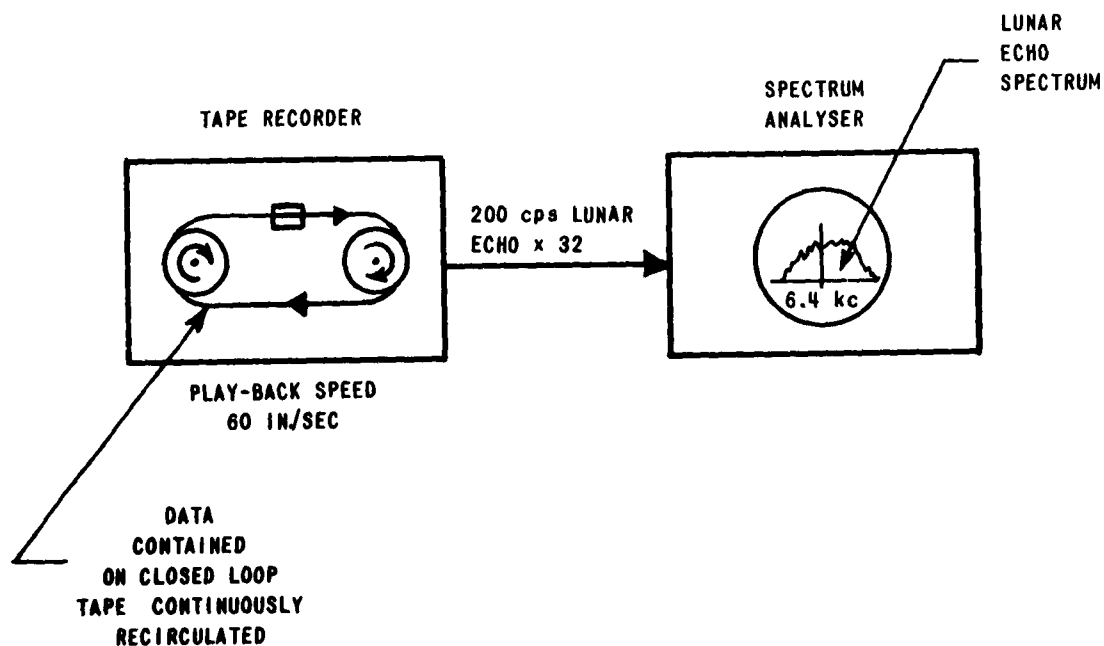 LUNAR
ECHO
SPECTRUM
TAPE RECORDER
SPECTRUM
ANALYSER
200 cps LUNAR
ECHO × 32
6.4 kc
PLAY-BACK SPEED
60 IN./SEC
DATA
CONTAINED
ON CLOSED LOOP
TAPE CONTINUOUSLY
RECIRCULATED